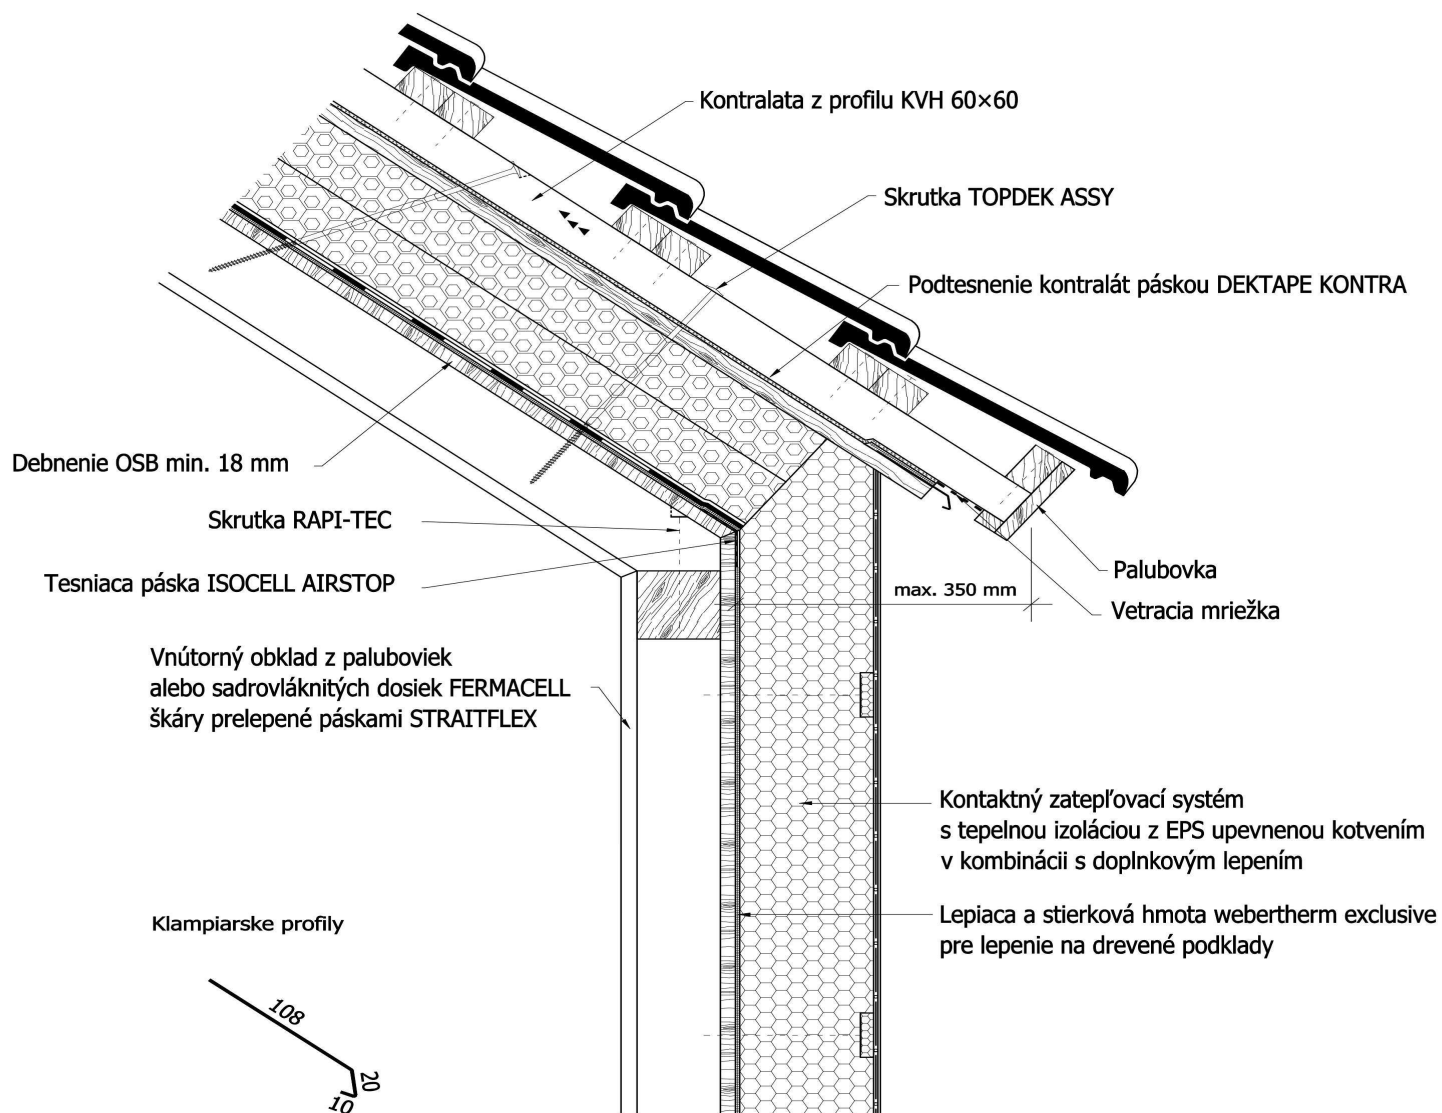 Kontralata z profilu KVH 60×60
Skrutka TOPDEK ASSY
Podtesnenie kontralát páskou DEKTAPE KONTRA
Debnenie OSB min. 18 mm
Skrutka RAPI-TEC
Tesniaca páska ISOCELL AIRSTOP
max. 350 mm
Palubovka
Vetracia mriežka
Vnútorný obklad z paluboviek
alebo sadrovláknitých dosiek FERMACELL
škáry prelepené páskami STRAITFLEX
Kontaktný zatepľovací systém
s tepelnou izoláciou z EPS upevnenou kotvením
v kombinácii s doplnkovým lepením
Lepiaca a stierková hmota webertherm exclusive
pre lepenie na drevené podklady
Klampiarske profily
108
20
10